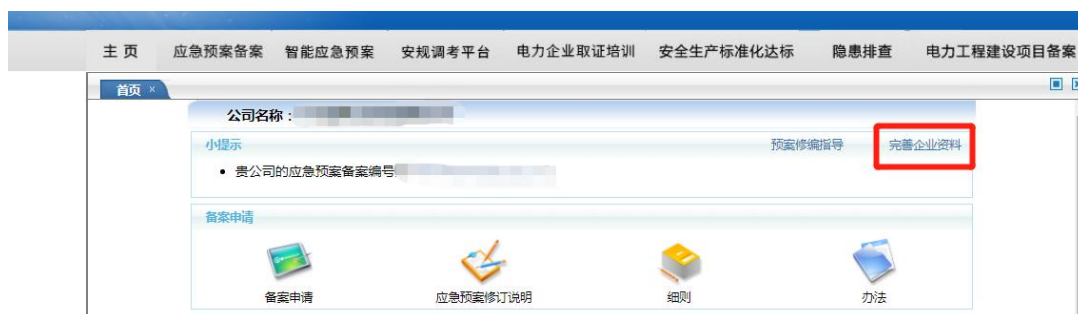 主页 应急预案备案 智能应急预案 安规调考平台 电力企业取证培训 安全生产标准化达标 隐患排查 电力工程建设项目备案
首页 ×
公司名称：
小提示 预案修编指导 完善企业资料
• 贵公司的应急预案备案编号
备案申请
备案申请 应急预案修订说明 细则 办法